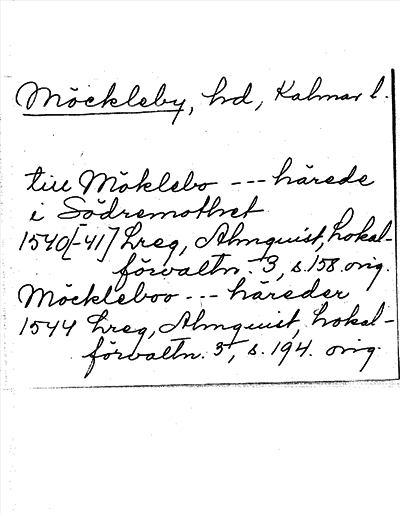 Möckleby, hd, Kalmar l.
till Möklebo --- härede
i Södremothet
1540[-41] Lreg, Almquist, Lokal-
förvaltn. 3, s. 158. orig.
Möckleboo --- häreder
1544 Lreg, Almquist Lokal-
förvaltn. 3, s. 194. orig.